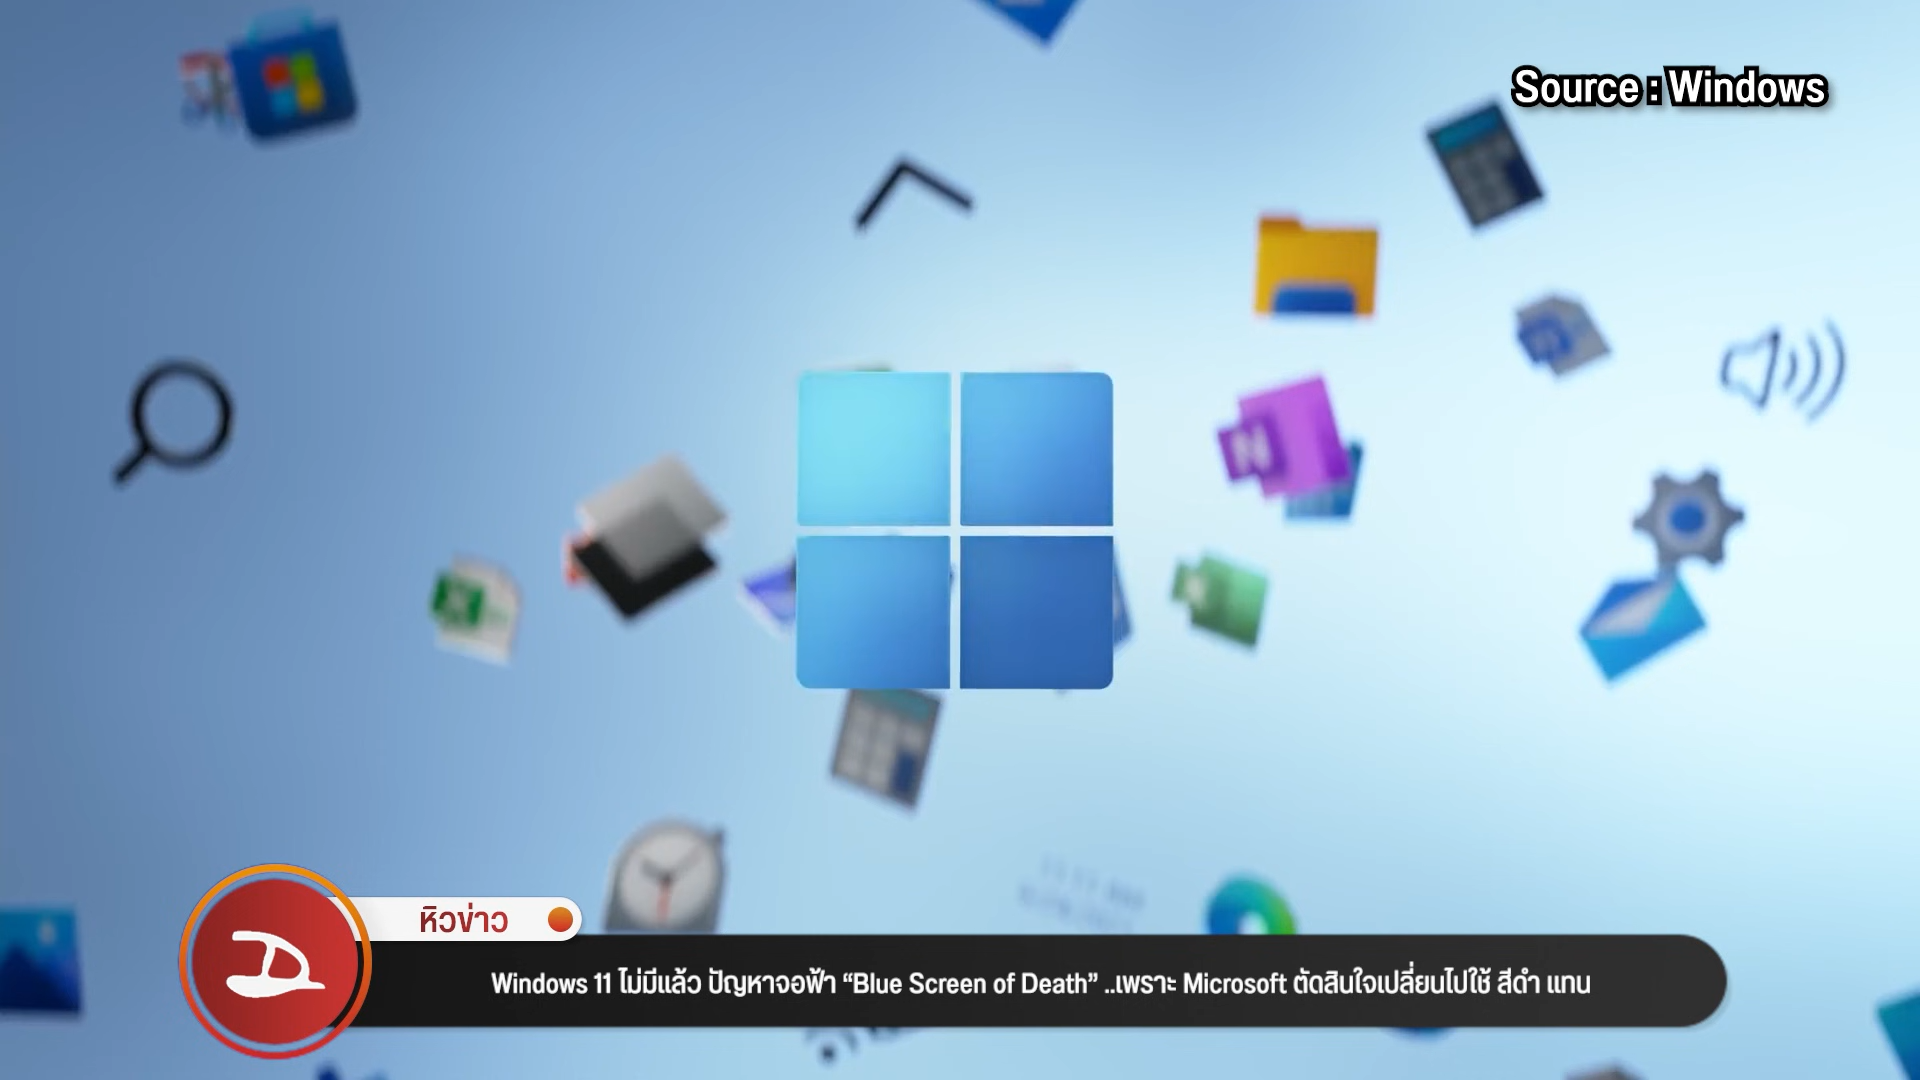 Source : Windows
หิวข่าว
Windows 11 ไม่มีแล้ว ปัญหาจอฟ้า “Blue Screen of Death” ..เพราะ Microsoft ตัดสินใจเปลี่ยนไปใช้ สีดำ แทน